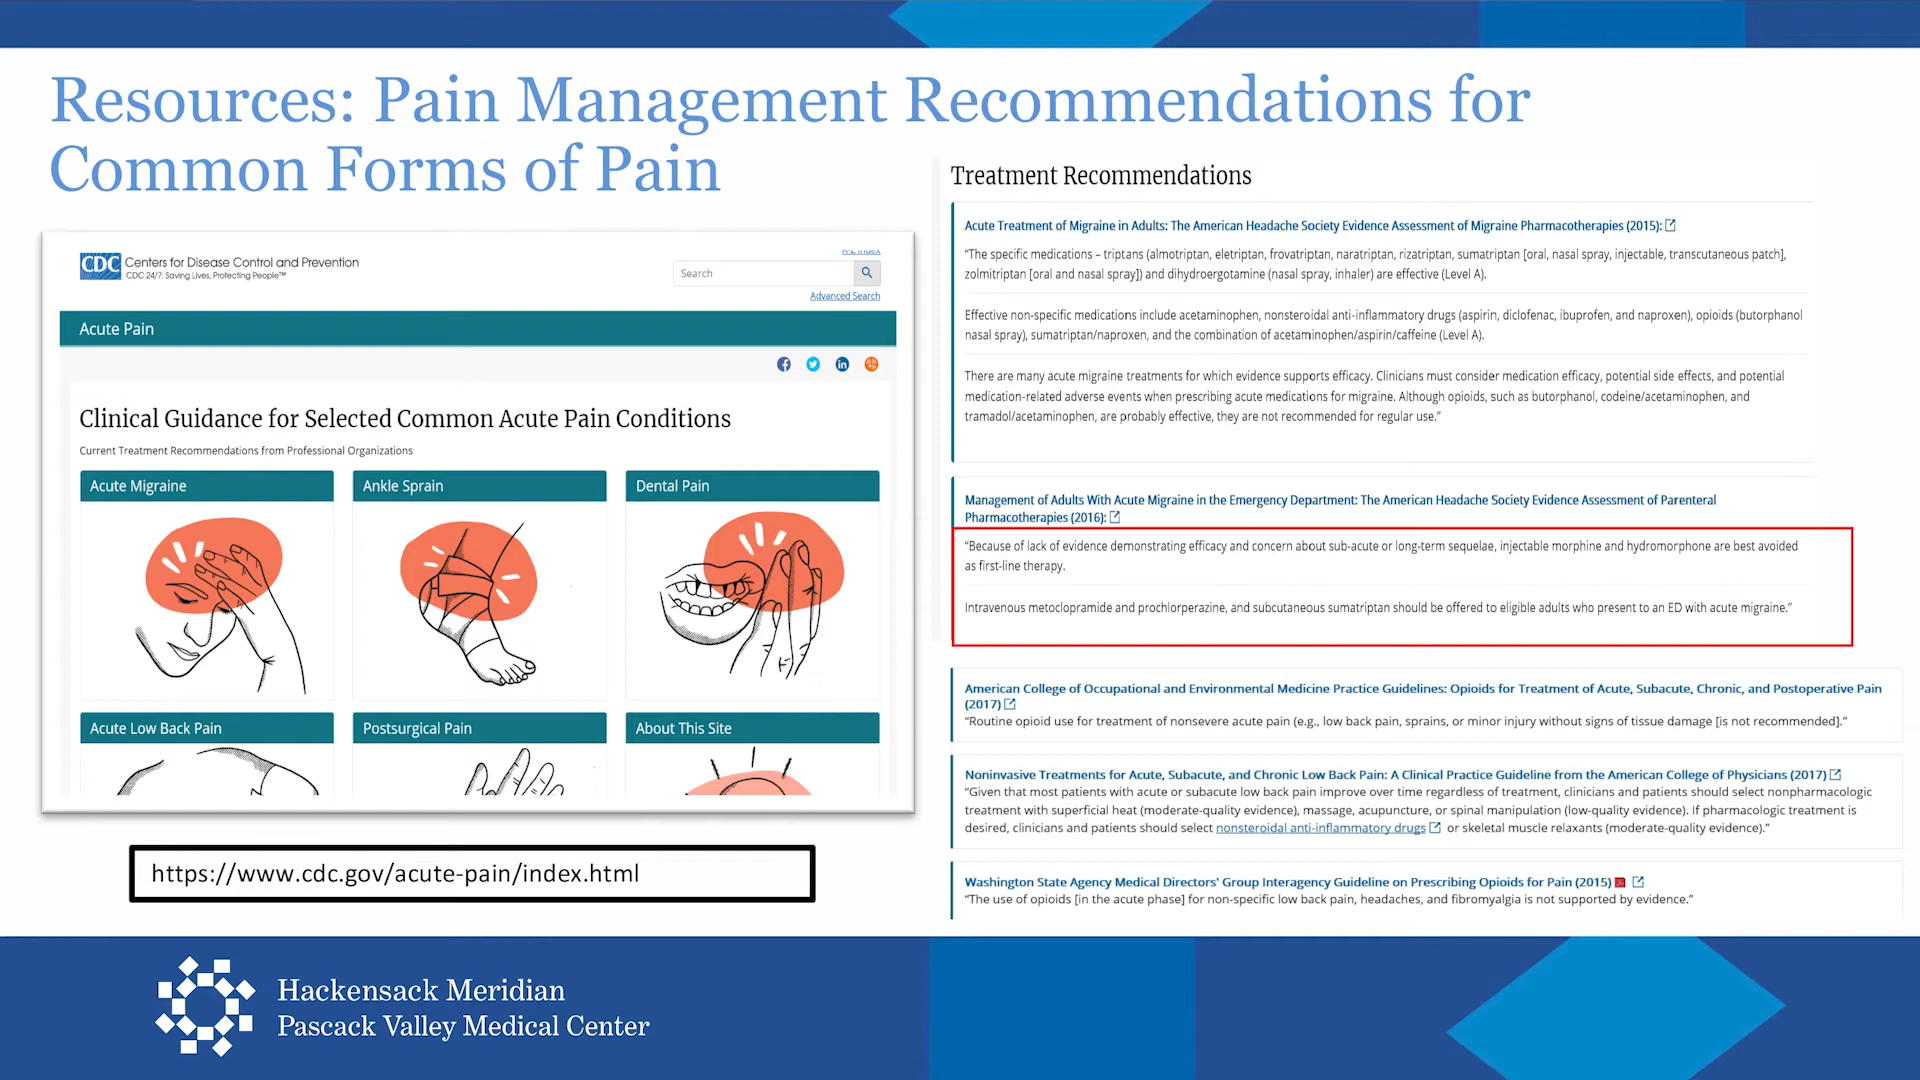 Resources: Pain Management Recommendations for
Common Forms of Pain
CDC Centers for Disease Control and Prevention
CDC 24/7: Saving Lives, Protecting People™
Search
Advanced Search
Acute Pain
Clinical Guidance for Selected Common Acute Pain Conditions
Current Treatment Recommendations from Professional Organizations
Acute Migraine
Ankle Sprain
Dental Pain
Acute Low Back Pain
Postsurgical Pain
About This Site
https://www.cdc.gov/acute-pain/index.html
Treatment Recommendations
Acute Treatment of Migraine in Adults: The American Headache Society Evidence Assessment of Migraine Pharmacotherapies (2015):
“The specific medications – triptans (almotriptan, eletriptan, frovatriptan, naratriptan, rizatriptan, sumatriptan [oral, nasal spray, injectable, transcutaneous patch],
zolmitriptan [oral and nasal spray]) and dihydroergotamine (nasal spray, inhaler) are effective (Level A).
Effective non-specific medications include acetaminophen, nonsteroidal anti-inflammatory drugs (aspirin, diclofenac, ibuprofen, and naproxen), opioids (butorphanol
nasal spray), sumatriptan/naproxen, and the combination of acetaminophen/aspirin/caffeine (Level A).
There are many acute migraine treatments for which evidence supports efficacy. Clinicians must consider medication efficacy, potential side effects, and potential
medication-related adverse events when prescribing acute medications for migraine. Although opioids, such as butorphanol, codeine/acetaminophen, and
tramadol/acetaminophen, are probably effective, they are not recommended for regular use.”
Management of Adults With Acute Migraine in the Emergency Department: The American Headache Society Evidence Assessment of Parenteral
Pharmacotherapies (2016):
“Because of lack of evidence demonstrating efficacy and concern about sub-acute or long-term sequelae, injectable morphine and hydromorphone are best avoided
as first-line therapy.
Intravenous metoclopramide and prochlorperazine, and subcutaneous sumatriptan should be offered to eligible adults who present to an ED with acute migraine.”
American College of Occupational and Environmental Medicine Practice Guidelines: Opioids for Treatment of Acute, Subacute, Chronic, and Postoperative Pain
(2017)
“Routine opioid use for treatment of nonsevere acute pain (e.g., low back pain, sprains, or minor injury without signs of tissue damage [is not recommended].”
Noninvasive Treatments for Acute, Subacute, and Chronic Low Back Pain: A Clinical Practice Guideline from the American College of Physicians (2017)
“Given that most patients with acute or subacute low back pain improve over time regardless of treatment, clinicians and patients should select nonpharmacologic
treatment with superficial heat (moderate-quality evidence), massage, acupuncture, or spinal manipulation (low-quality evidence). If pharmacologic treatment is
desired, clinicians and patients should select nonsteroidal anti-inflammatory drugs or skeletal muscle relaxants (moderate-quality evidence).”
Washington State Agency Medical Directors' Group Interagency Guideline on Prescribing Opioids for Pain (2015)
“The use of opioids [in the acute phase] for non-specific low back pain, headaches, and fibromyalgia is not supported by evidence.”
Hackensack Meridian
Pascack Valley Medical Center